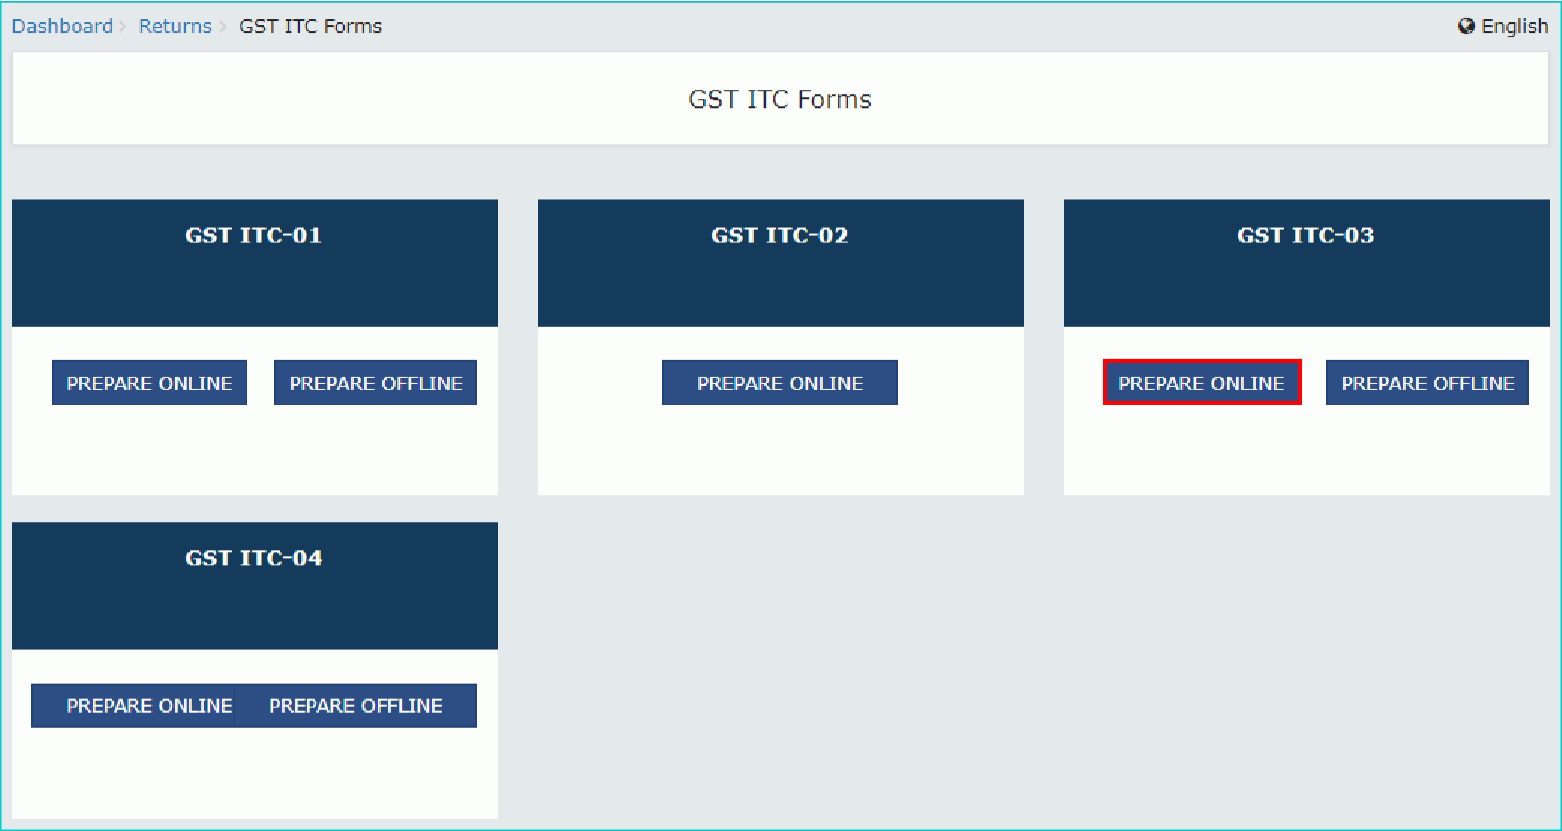 Dashboard > Returns > GST ITC Forms
English
GST ITC Forms
GST ITC-01
GST ITC-02
GST ITC-03
PREPARE ONLINE
PREPARE OFFLINE
PREPARE ONLINE
PREPARE ONLINE
PREPARE OFFLINE
GST ITC-04
PREPARE ONLINE
PREPARE OFFLINE